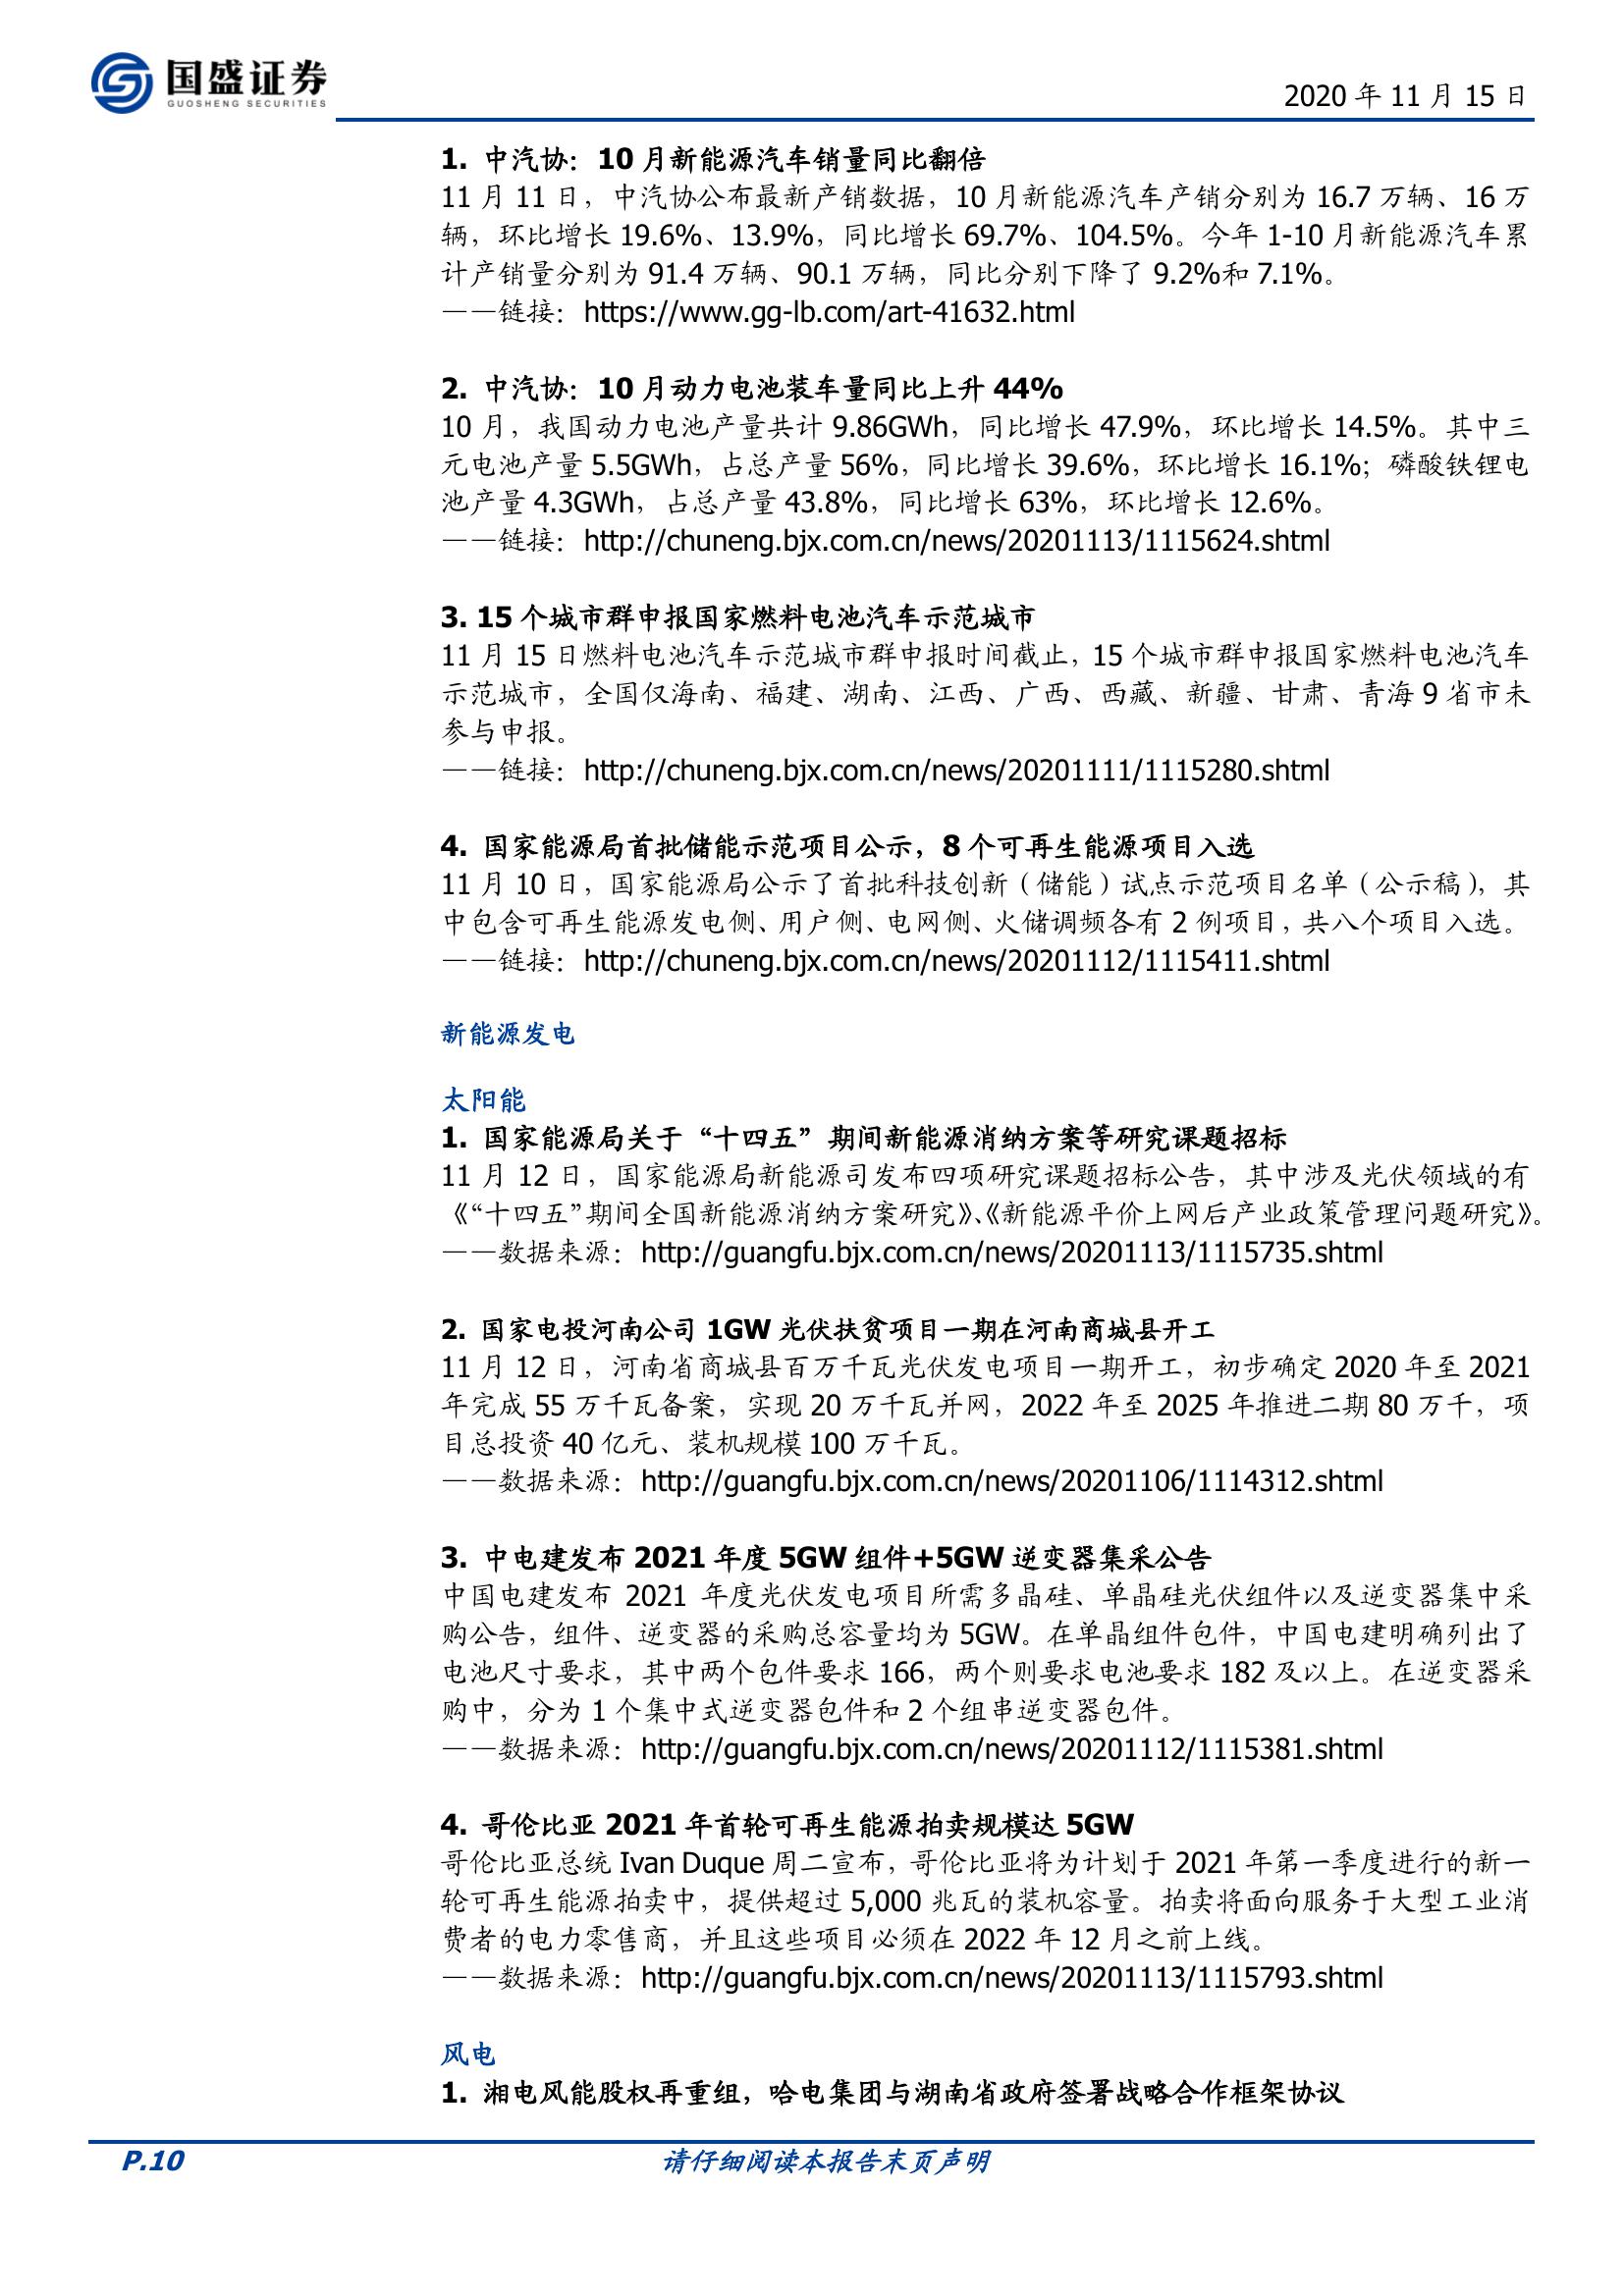 国盛证券
GUOSHENG SECURITIES
2020 年 11 月 15 日
1. 中汽协：10 月新能源汽车销量同比翻倍
11 月 11 日，中汽协公布最新产销数据，10 月新能源汽车产销分别为 16.7 万辆、16 万
辆，环比增长 19.6%、13.9%，同比增长 69.7%、104.5%。今年 1-10 月新能源汽车累
计产销量分别为 91.4 万辆、90.1 万辆，同比分别下降了 9.2%和 7.1%。
——链接：https://www.gg-lb.com/art-41632.html
2. 中汽协：10 月动力电池装车量同比上升 44%
10 月，我国动力电池产量共计 9.86GWh，同比增长 47.9%，环比增长 14.5%。其中三
元电池产量 5.5GWh，占总产量 56%，同比增长 39.6%，环比增长 16.1%；磷酸铁锂电
池产量 4.3GWh，占总产量 43.8%，同比增长 63%，环比增长 12.6%。
——链接：http://chuneng.bjx.com.cn/news/20201113/1115624.shtml
3. 15 个城市群申报国家燃料电池汽车示范城市
11 月 15 日燃料电池汽车示范城市群申报时间截止，15 个城市群申报国家燃料电池汽车
示范城市，全国仅海南、福建、湖南、江西、广西、西藏、新疆、甘肃、青海 9 省市未
参与申报。
——链接：http://chuneng.bjx.com.cn/news/20201111/1115280.shtml
4. 国家能源局首批储能示范项目公示，8 个可再生能源项目入选
11 月 10 日，国家能源局公示了首批科技创新（储能）试点示范项目名单（公示稿），其
中包含可再生能源发电侧、用户侧、电网侧、火储调频各有 2 例项目，共八个项目入选。
——链接：http://chuneng.bjx.com.cn/news/20201112/1115411.shtml
新能源发电
太阳能
1. 国家能源局关于“十四五”期间新能源消纳方案等研究课题招标
11 月 12 日，国家能源局新能源司发布四项研究课题招标公告，其中涉及光伏领域的有
《“十四五”期间全国新能源消纳方案研究》、《新能源平价上网后产业政策管理问题研究》。
——数据来源：http://guangfu.bjx.com.cn/news/20201113/1115735.shtml
2. 国家电投河南公司 1GW 光伏扶贫项目一期在河南商城县开工
11 月 12 日，河南省商城县百万千瓦光伏发电项目一期开工，初步确定 2020 年至 2021
年完成 55 万千瓦备案，实现 20 万千瓦并网，2022 年至 2025 年推进二期 80 万千，项
目总投资 40 亿元、装机规模 100 万千瓦。
——数据来源：http://guangfu.bjx.com.cn/news/20201106/1114312.shtml
3. 中电建发布 2021 年度 5GW 组件+5GW 逆变器集采公告
中国电建发布 2021 年度光伏发电项目所需多晶硅、单晶硅光伏组件以及逆变器集中采
购公告，组件、逆变器的采购总容量均为 5GW。在单晶组件包件，中国电建明确列出了
电池尺寸要求，其中两个包件要求 166，两个则要求电池要求 182 及以上。在逆变器采
购中，分为 1 个集中式逆变器包件和 2 个组串逆变器包件。
——数据来源：http://guangfu.bjx.com.cn/news/20201112/1115381.shtml
4. 哥伦比亚 2021 年首轮可再生能源拍卖规模达 5GW
哥伦比亚总统 Ivan Duque 周二宣布，哥伦比亚将为计划于 2021 年第一季度进行的新一
轮可再生能源拍卖中，提供超过 5,000 兆瓦的装机容量。拍卖将面向服务于大型工业消
费者的电力零售商，并且这些项目必须在 2022 年 12 月之前上线。
——数据来源：http://guangfu.bjx.com.cn/news/20201113/1115793.shtml
风电
1. 湘电风能股权再重组，哈电集团与湖南省政府签署战略合作框架协议
P.10
请仔细阅读本报告末页声明